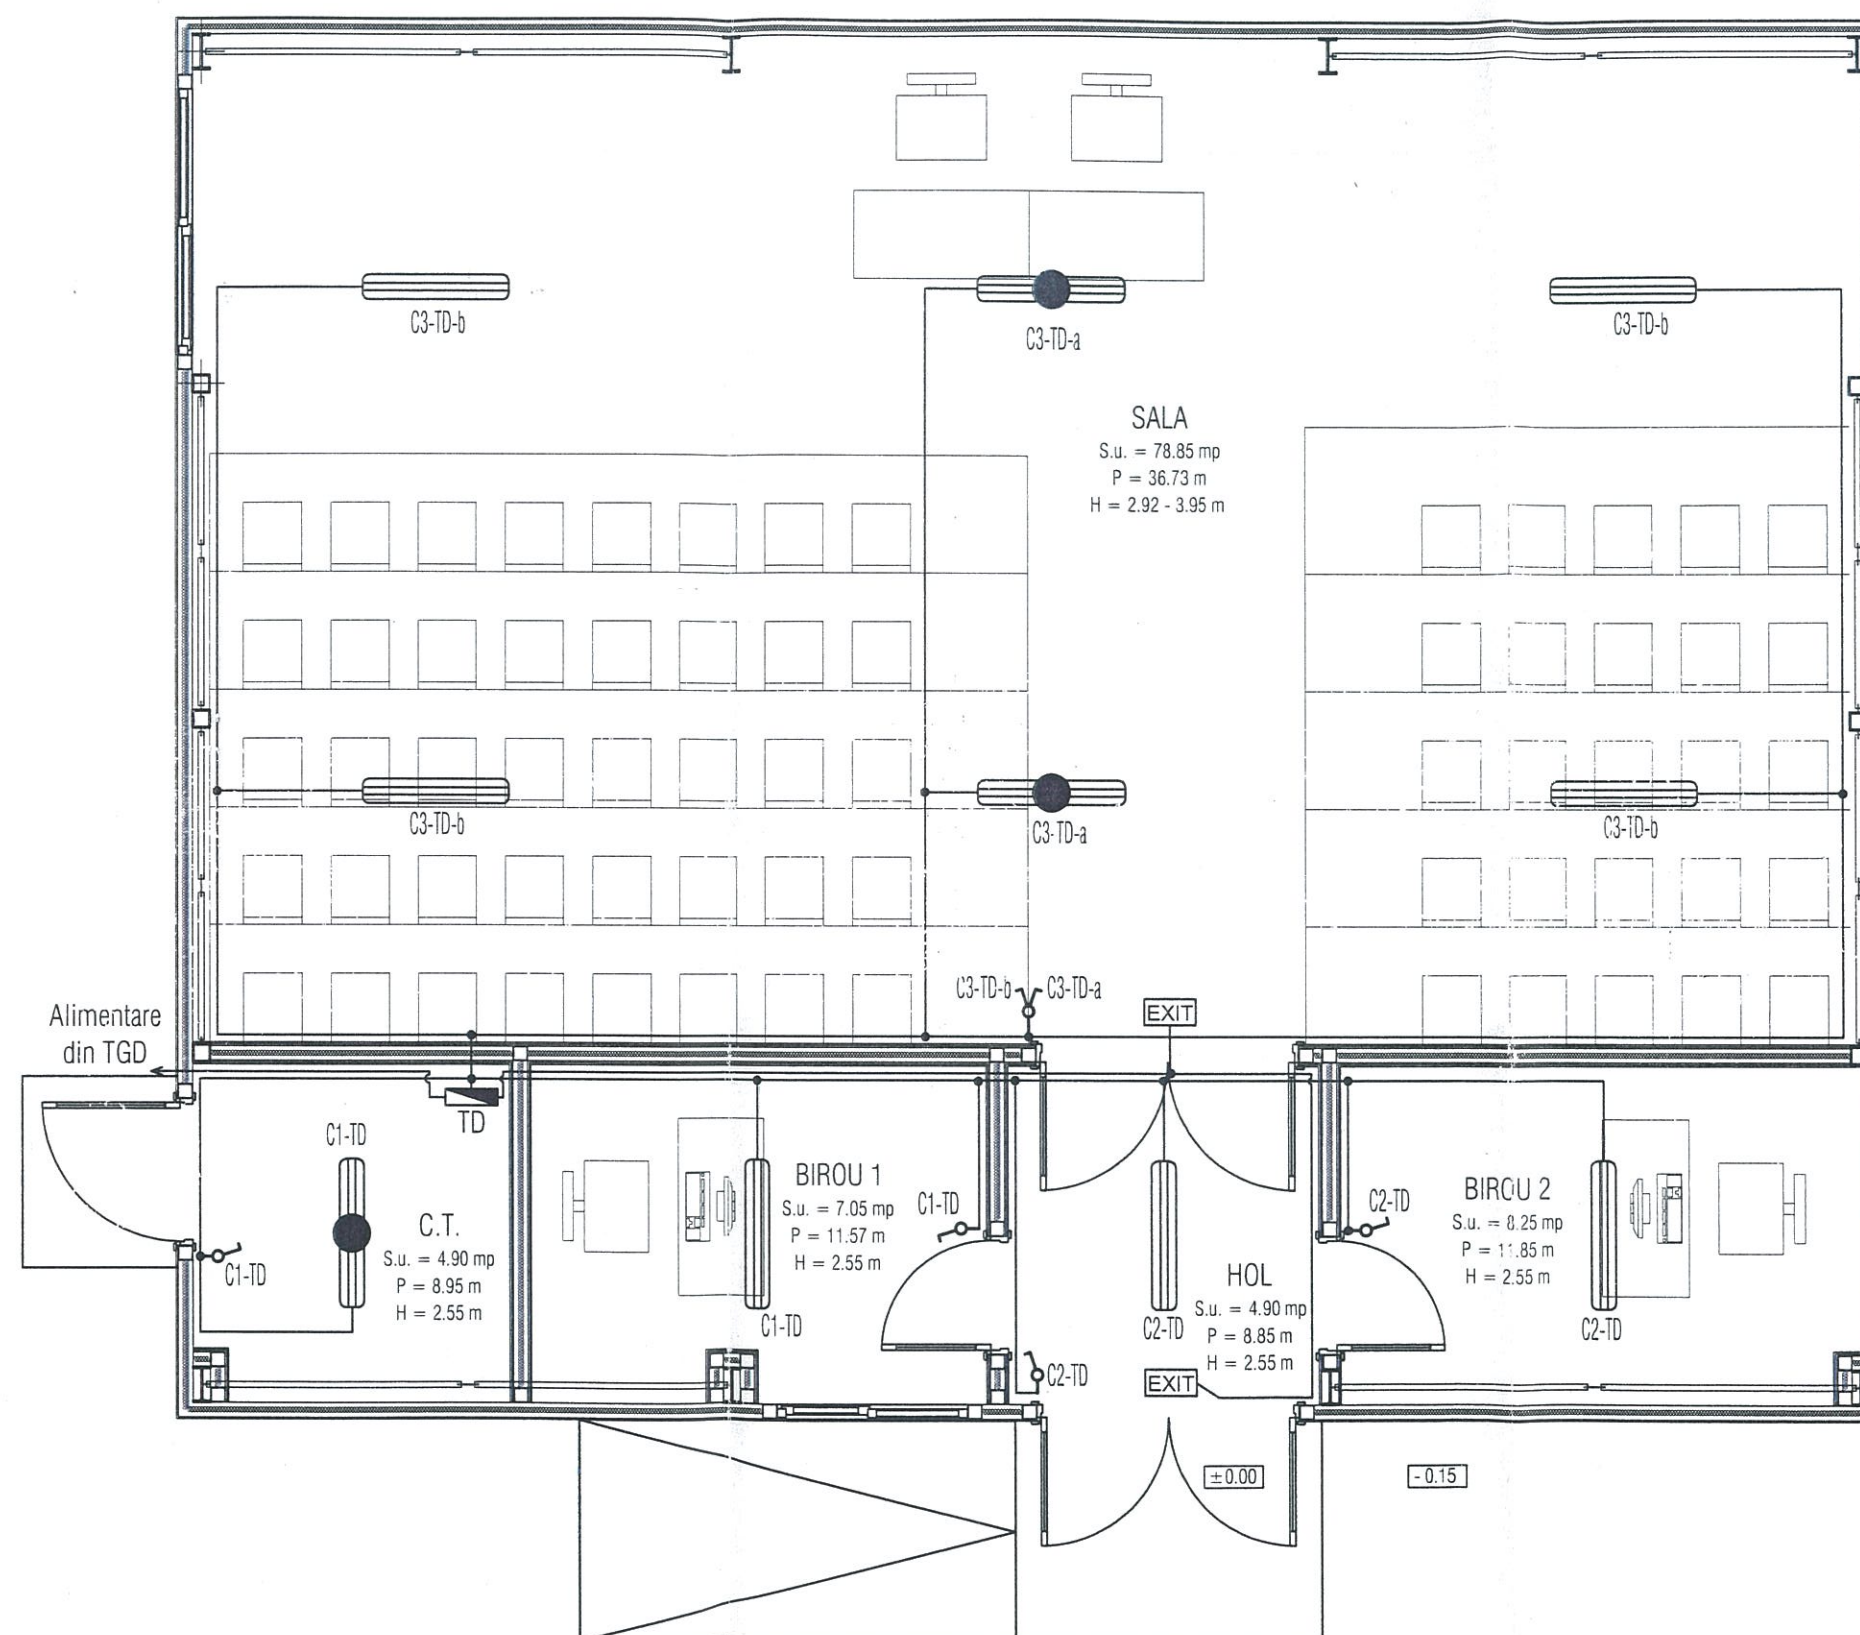 C3-TD-b
C3-TD-a
C3-TD-b
SALA
S.u. = 78.85 mp
P = 36.73 m
H = 2.92 - 3.95 m
C3-TD-b
C3-TD-a
C3-TD-b
C3-TD-b
C3-TD-a
EXIT
Alimentare
din TGD
TD
C1-TD
C.T.
S.u. = 4.90 mp
P = 8.95 m
H = 2.55 m
C1-TD
BIROU 1
S.u. = 7.05 mp
P = 11.57 m
H = 2.55 m
C1-TD
C1-TD
HOL
S.u. = 4.90 mp
P = 8.85 m
H = 2.55 m
C2-TD
C2-TD
EXIT
C2-TD
BIROU 2
S.u. = 8.25 mp
P = 11.85 m
H = 2.55 m
C2-TD
±0.00
- 0.15